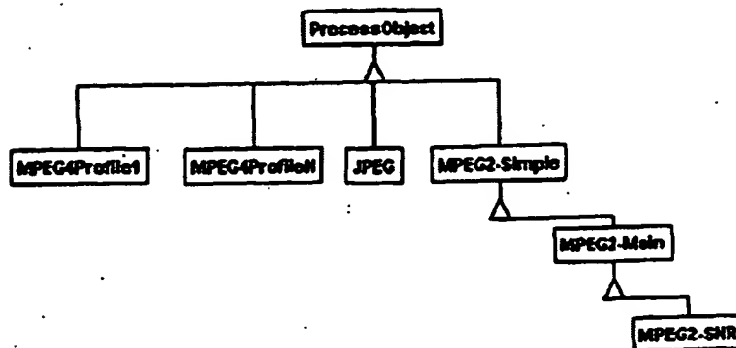 ProcessObject
MPEG4Profile1
MPEG4ProfileN
JPEG
MPEG2-Simple
MPEG2-Main
MPEG2-SNR